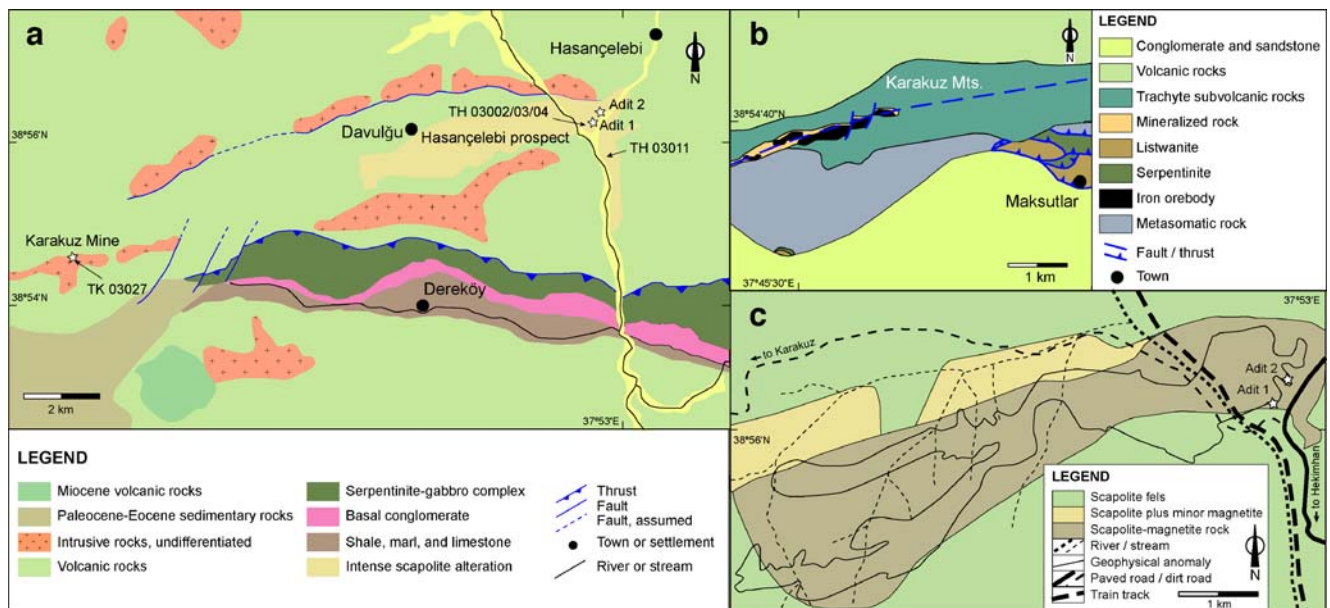 a
Hasançelebi
N
Adit 2
TH 03002/03/04
Adit 1
38°56'N
Davulğu
Hasançelebi prospect
TH 03011
Karakuz Mine
TK 03027
38°54'N
Dereköy
2 km
37°53'E
LEGEND
Miocene volcanic rocks
Paleocene-Eocene sedimentary rocks
Intrusive rocks, undifferentiated
Volcanic rocks
Serpentinite-gabbro complex
Basal conglomerate
Shale, marl, and limestone
Intense scapolite alteration
Thrust
Fault
Fault, assumed
Town or settlement
River or stream
b
N
Karakuz Mts.
38°54'40"N
Maksutlar
1 km
37°45'30"E
LEGEND
Conglomerate and sandstone
Volcanic rocks
Trachyte subvolcanic rocks
Mineralized rock
Listwanite
Serpentinite
Iron orebody
Metasomatic rock
Fault / thrust
Town
c
37°53'E
to Karakuz
Adit 2
Adit 1
38°56'N
to Hekimhan
LEGEND
Scapolite fels
Scapolite plus minor magnetite
Scapolite-magnetite rock
River / stream
Geophysical anomaly
Paved road / dirt road
Train track
N
1 km